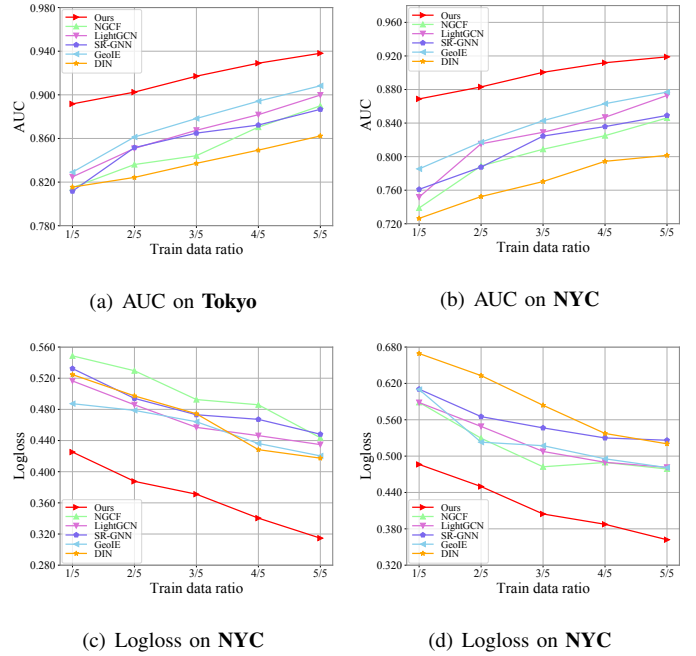 Ours
NGCF
LightGCN
SR-GNN
GeoIE
DIN
0.980
0.940
0.900
0.860
0.820
0.780
AUC
1/5 2/5 3/5 4/5 5/5
Train data ratio
(a) AUC on Tokyo
Ours
NGCF
LightGCN
SR-GNN
GeoIE
DIN
0.960
0.920
0.880
0.840
0.800
0.760
0.720
AUC
1/5 2/5 3/5 4/5 5/5
Train data ratio
(b) AUC on NYC
0.560
0.520
0.480
0.440
0.400
0.360
0.320
0.280
Logloss
Ours
NGCF
LightGCN
SR-GNN
GeoIE
DIN
1/5 2/5 3/5 4/5 5/5
Train data ratio
(c) Logloss on NYC
0.680
0.620
0.560
0.500
0.440
0.380
0.320
Logloss
Ours
NGCF
LightGCN
SR-GNN
GeoIE
DIN
1/5 2/5 3/5 4/5 5/5
Train data ratio
(d) Logloss on NYC